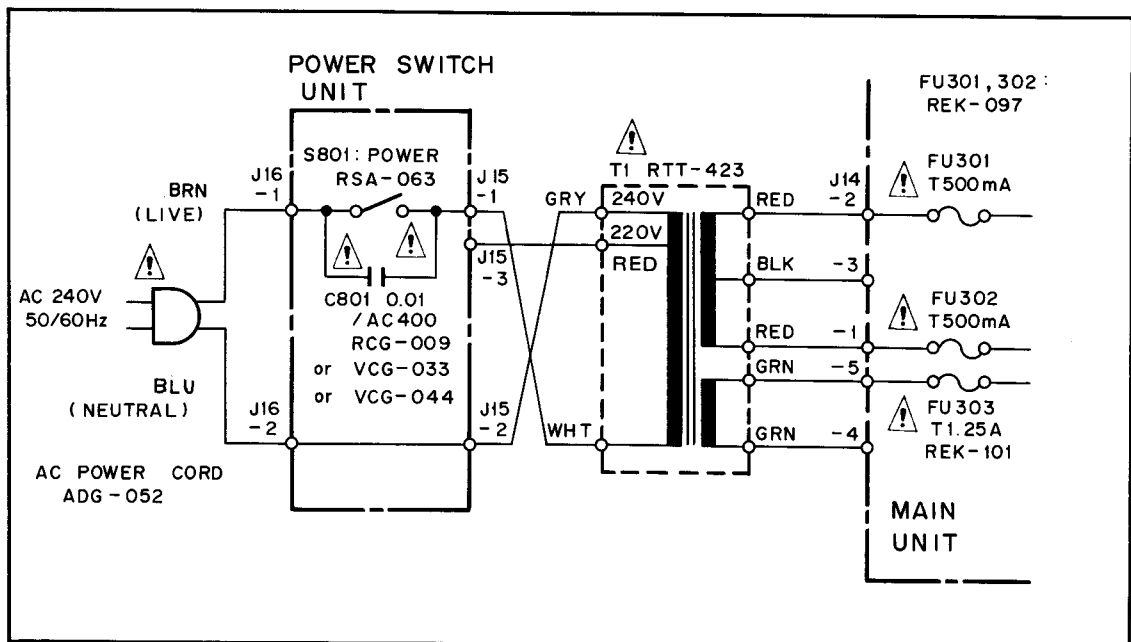 POWER SWITCH
UNIT
S801: POWER
RSA-063
J16
-1
J15
-1
BRN
(LIVE)
J15
-3
AC 240V
50/60Hz
C801 0.01
/AC400
RCG-009
or VCG-033
or VCG-044
BLU
(NEUTRAL)
J16
-2
J15
-2
AC POWER CORD
ADG-052
T1 RTT-423
GRY
240V
220V
RED
WHT
RED
BLK
RED
GRN
GRN
J14
-2
-3
-1
-5
-4
FU301,302:
REK-097
FU301
T500mA
FU302
T500mA
FU303
T1.25A
REK-101
MAIN
UNIT
!
!
!
!
!
!
!